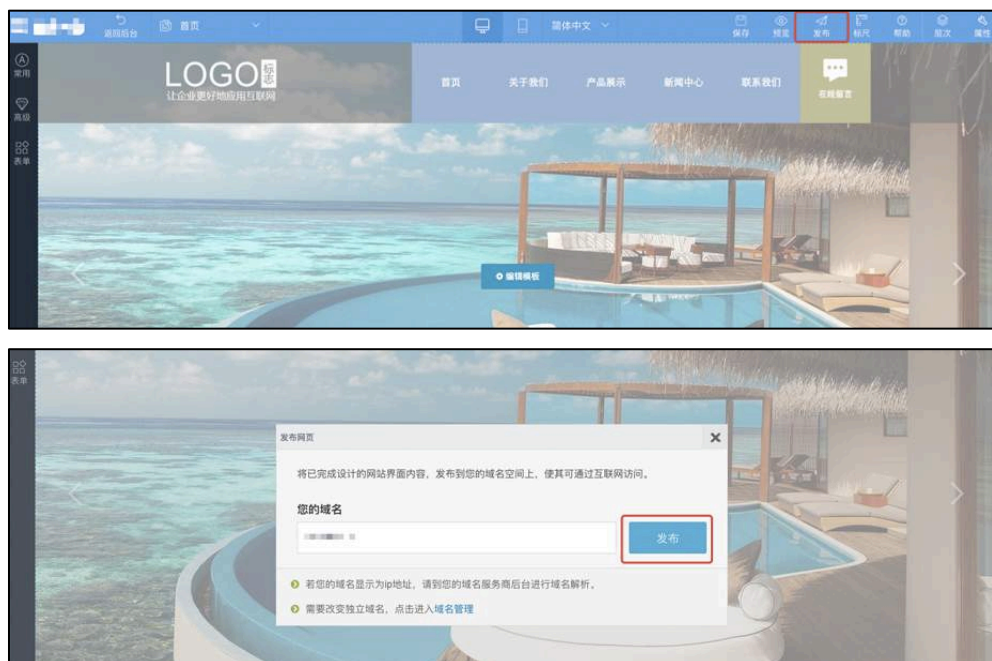 返回后台 首页 简体中文 保存 预览 发布 标尺 帮助 层次 属性
常用
高级
表单
LOGO标志
让企业更好地应用互联网
首页 关于我们 产品展示 新闻中心 联系我们
在线留言
编辑模板
表单
发布网页
将已完成设计的网站界面内容，发布到您的域名空间上，使其可通过互联网访问。
您的域名
发布
若您的域名显示为ip地址，请到您的域名服务商后台进行域名解析。
需要改变独立域名，点击进入域名管理